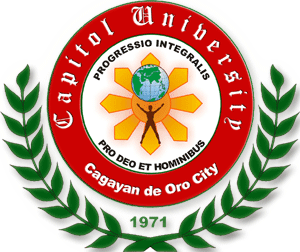 Capitol University
PROGRESSIO INTEGRALIS
PRO DEO ET HOMINIBUS
Cagayan de Oro City
1971